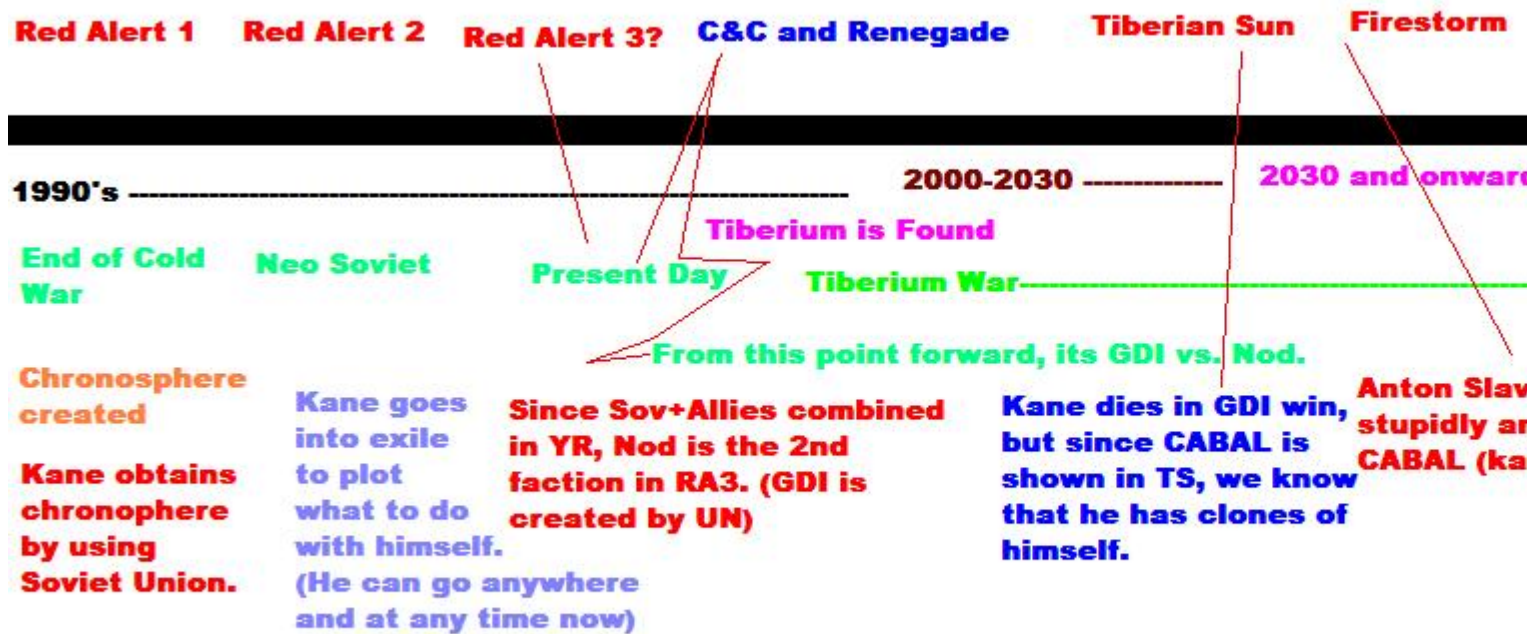 Red Alert 1
Red Alert 2
Red Alert 3?
C&C and Renegade
Tiberian Sun
Firestorm
1990's ------------------------------------------------------------------------
2000-2030 --------------
2030 and onward
Tiberium is Found
End of Cold
War
Neo Soviet
Present Day
Tiberium War--------------------------------------------------
From this point forward, its GDI vs. Nod.
Chronosphere
created
Kane obtains
chronophere
by using
Soviet Union.
Kane goes
into exile
to plot
what to do
with himself.
(He can go anywhere
and at any time now)
Since Sov+Allies combined
in YR, Nod is the 2nd
faction in RA3. (GDI is
created by UN)
Kane dies in GDI win,
but since CABAL is
shown in TS, we know
that he has clones of
himself.
Anton Slav
stupidly
CABAL (ka